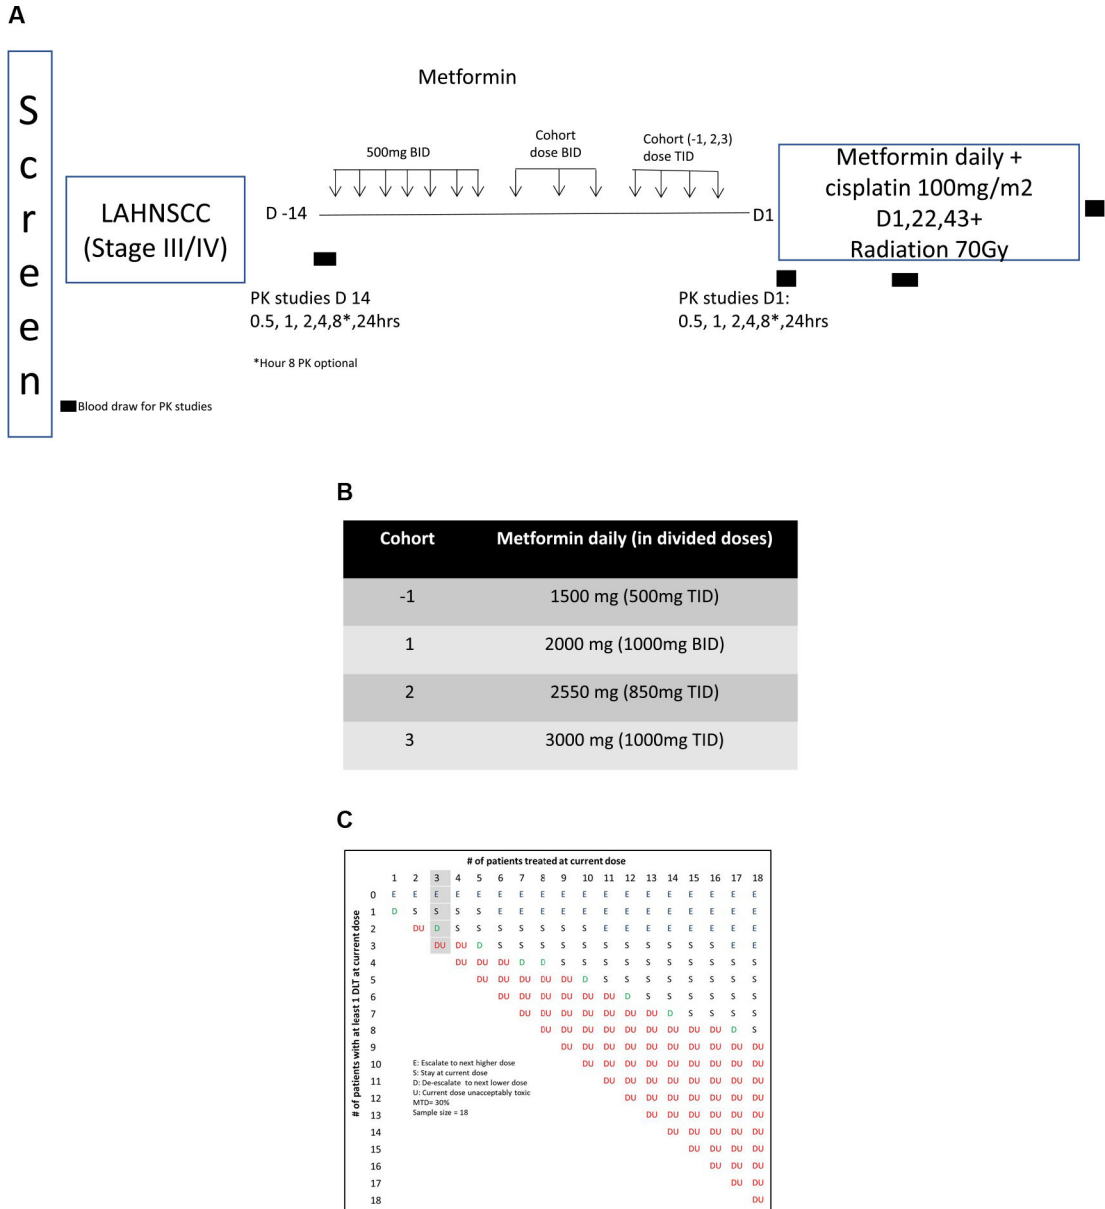 A
Screen
Metformin
500mg BID
Cohort
dose BID
Cohort (-1, 2,3)
dose TID
LAHNSCC
(Stage III/IV)
D -14
D1
Metformin daily +
cisplatin 100mg/m2
D1,22,43+
Radiation 70Gy
PK studies D 14
0.5, 1, 2,4,8*,24hrs
PK studies D1:
0.5, 1, 2,4,8*,24hrs
*Hour 8 PK optional
Blood draw for PK studies
B
Cohort Metformin daily (in divided doses)
-1 1500 mg (500mg TID)
1 2000 mg (1000mg BID)
2 2550 mg (850mg TID)
3 3000 mg (1000mg TID)
C
# of patients treated at current dose
# of patients with at least 1 DLT at current dose
1 2 3 4 5 6 7 8 9 10 11 12 13 14 15 16 17 18
0 E E E E E E E E E E E E E E E E E E
1 D S S S S E E E E E E E E E E E E E
2 DU D S S S S S S S E E E E E E E E
3 DU DU D S S S S S S S S S S S E E
4 DU DU DU D D S S S S S S S S S S
5 DU DU DU DU DU D S S S S S S S S
6 DU DU DU DU DU DU D S S S S S S
7 DU DU DU DU DU DU DU D S S S S
8 DU DU DU DU DU DU DU DU DU D S
9 DU DU DU DU DU DU DU DU DU DU
10 DU DU DU DU DU DU DU DU DU
11 DU DU DU DU DU DU DU DU
12 DU DU DU DU DU DU DU
13 DU DU DU DU DU DU
14 DU DU DU DU DU
15 DU DU DU DU
16 DU DU DU
17 DU DU
18 DU
E: Escalate to next higher dose
S: Stay at current dose
D: De-escalate to next lower dose
U: Current dose unacceptably toxic
MTD= 30%
Sample size = 18